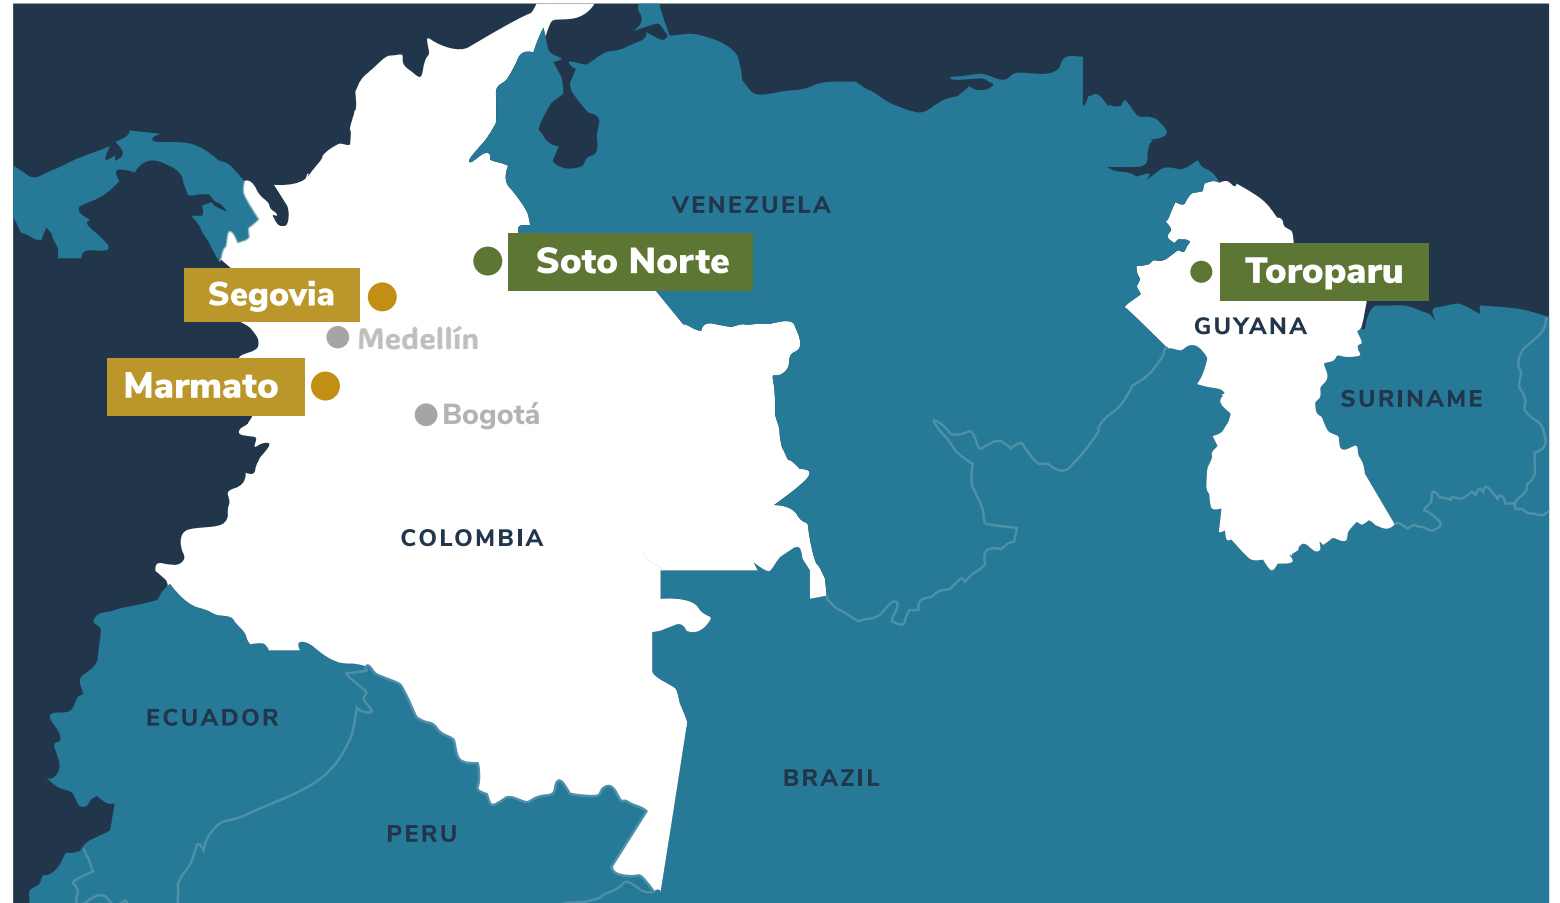 VENEZUELA
Soto Norte
Toroparu
Segovia
GUYANA
Medellín
Marmato
SURINAME
Bogotá
COLOMBIA
ECUADOR
BRAZIL
PERU